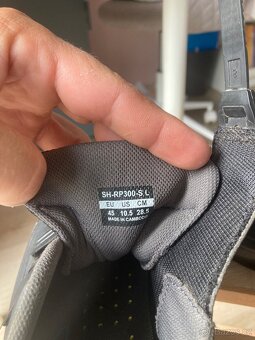 SH-RP300-S L
EU US CM
45 10.5 28.5
MADE IN CAMBODIA